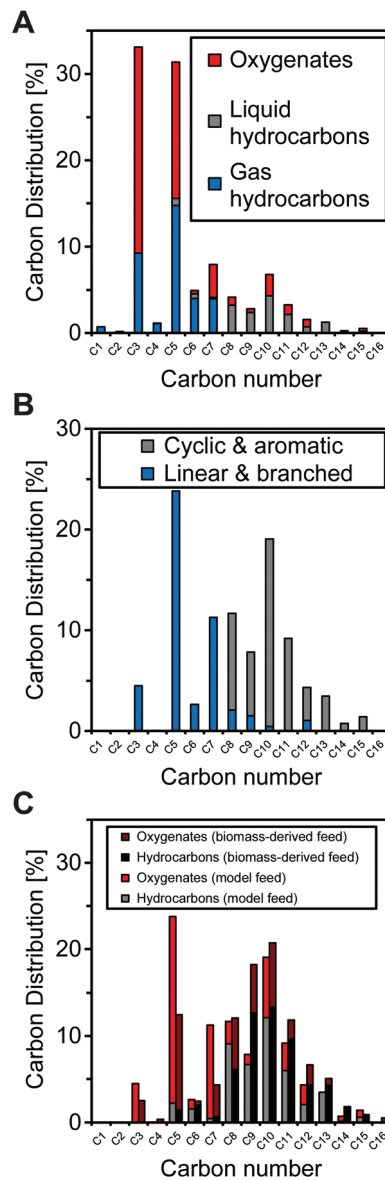 A
Carbon Distribution [%]
30
20
10
0
Oxygenates
Liquid
hydrocarbons
Gas
hydrocarbons
C1 C2 C3 C4 C5 C6 C7 C8 C9 C10 C11 C12 C13 C14 C15 C16
Carbon number
B
Carbon Distribution [%]
30
20
10
0
Cyclic & aromatic
Linear & branched
C1 C2 C3 C4 C5 C6 C7 C8 C9 C10 C11 C12 C13 C14 C15 C16
Carbon number
C
Carbon Distribution [%]
30
20
10
0
Oxygenates (biomass-derived feed)
Hydrocarbons (biomass-derived feed)
Oxygenates (model feed)
Hydrocarbons (model feed)
C1 C2 C3 C4 C5 C6 C7 C8 C9 C10 C11 C12 C13 C14 C15 C16
Carbon number